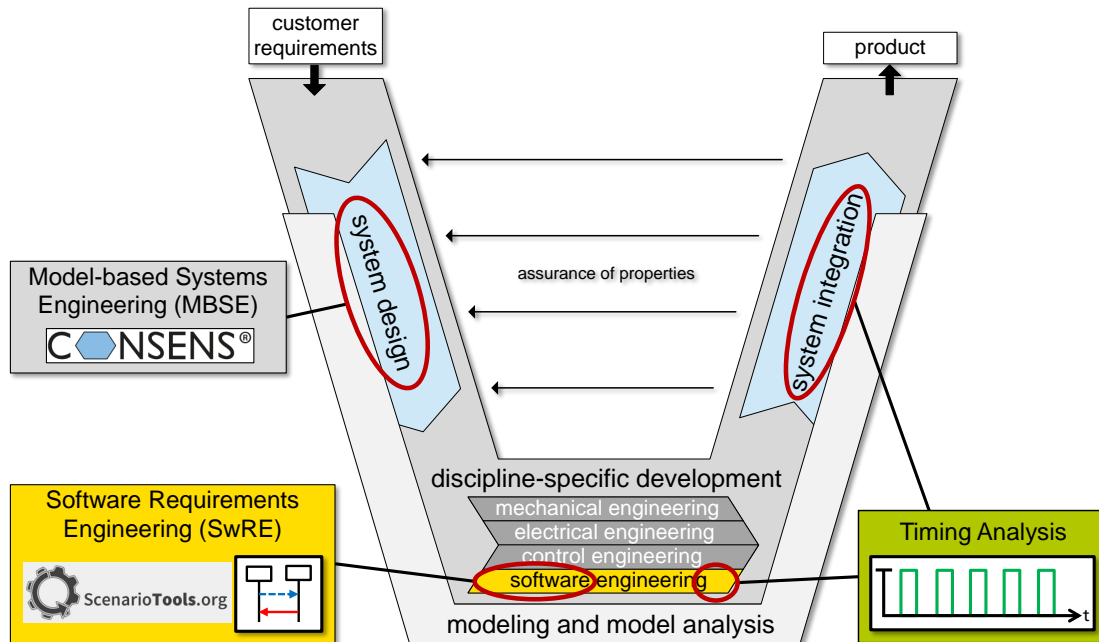 customer
requirements
product
system design
system integration
assurance of properties
Model-based Systems
Engineering (MBSE)
C NSENS®
discipline-specific development
mechanical engineering
electrical engineering
control engineering
software engineering
Software Requirements
Engineering (SwRE)
ScenarioTools.org
Timing Analysis
t
modeling and model analysis